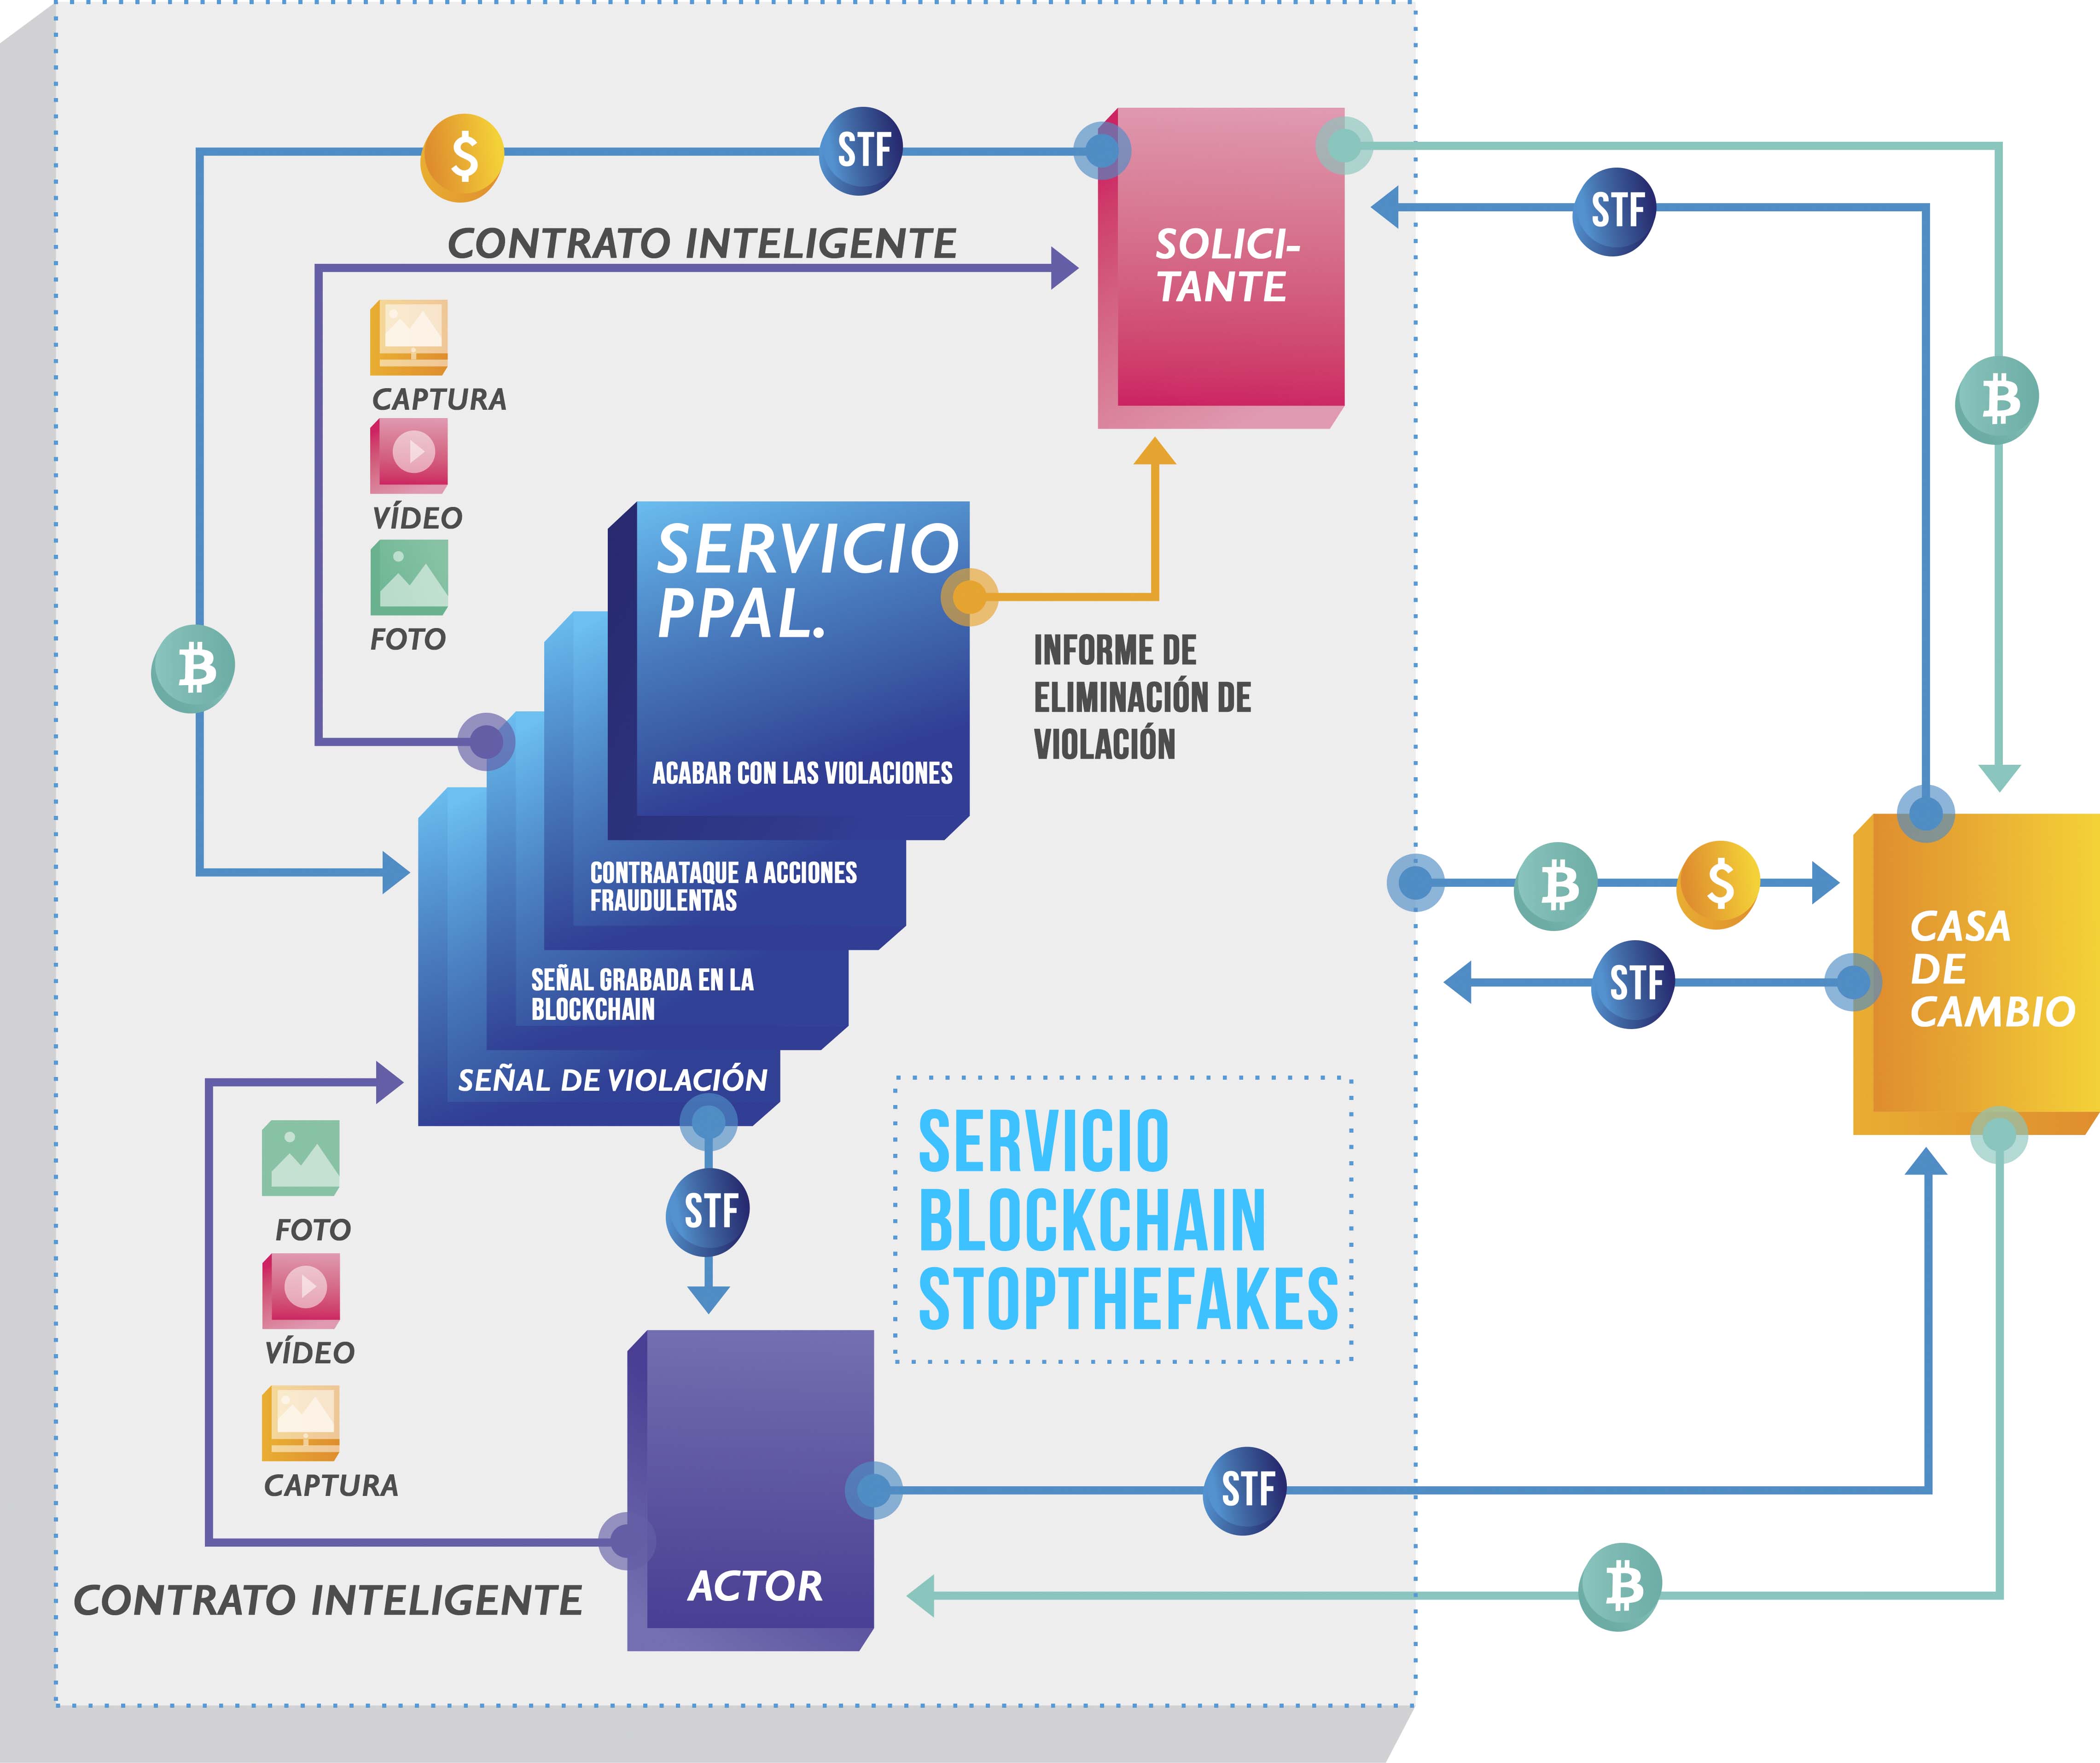 $
STF
CONTRATO INTELIGENTE
SOLICI-
TANTE
STF
₿
CAPTURA
VÍDEO
FOTO
₿
SERVICIO
PPAL.
ACABAR CON LAS VIOLACIONES
INFORME DE
ELIMINACIÓN DE
VIOLACIÓN
CONTRAATAQUE A ACCIONES
FRAUDULENTAS
SEÑAL GRABADA EN LA
BLOCKCHAIN
SEÑAL DE VIOLACIÓN
₿
$
STF
CASA
DE
CAMBIO
STF
SERVICIO
BLOCKCHAIN
STOPTHEFAKES
FOTO
VÍDEO
CAPTURA
CONTRATO INTELIGENTE
ACTOR
STF
₿